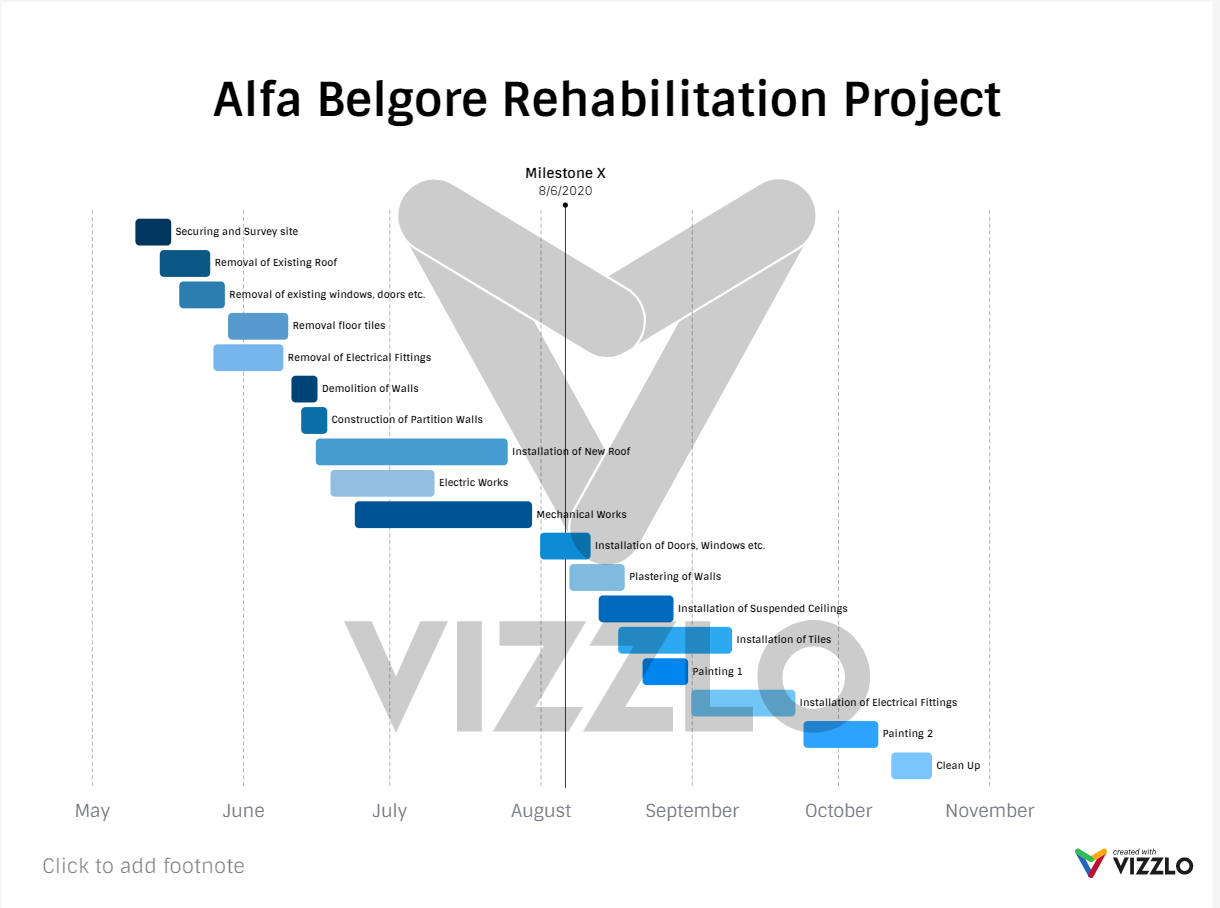 Alfa Belgore Rehabilitation Project
Milestone X
8/6/2020
Securing and Survey site
Removal of Existing Roof
Removal of existing windows, doors etc.
Removal floor tiles
Removal of Electrical Fittings
Demolition of Walls
Construction of Partition Walls
Installation of New Roof
Electric Works
Mechanical Works
Installation of Doors, Windows etc.
Plastering of Walls
Installation of Suspended Ceilings
Installation of Tiles
Painting 1
Installation of Electrical Fittings
Painting 2
Clean Up
VIZZLO
May June July August September October November
Click to add footnote
created with
VIZZLO